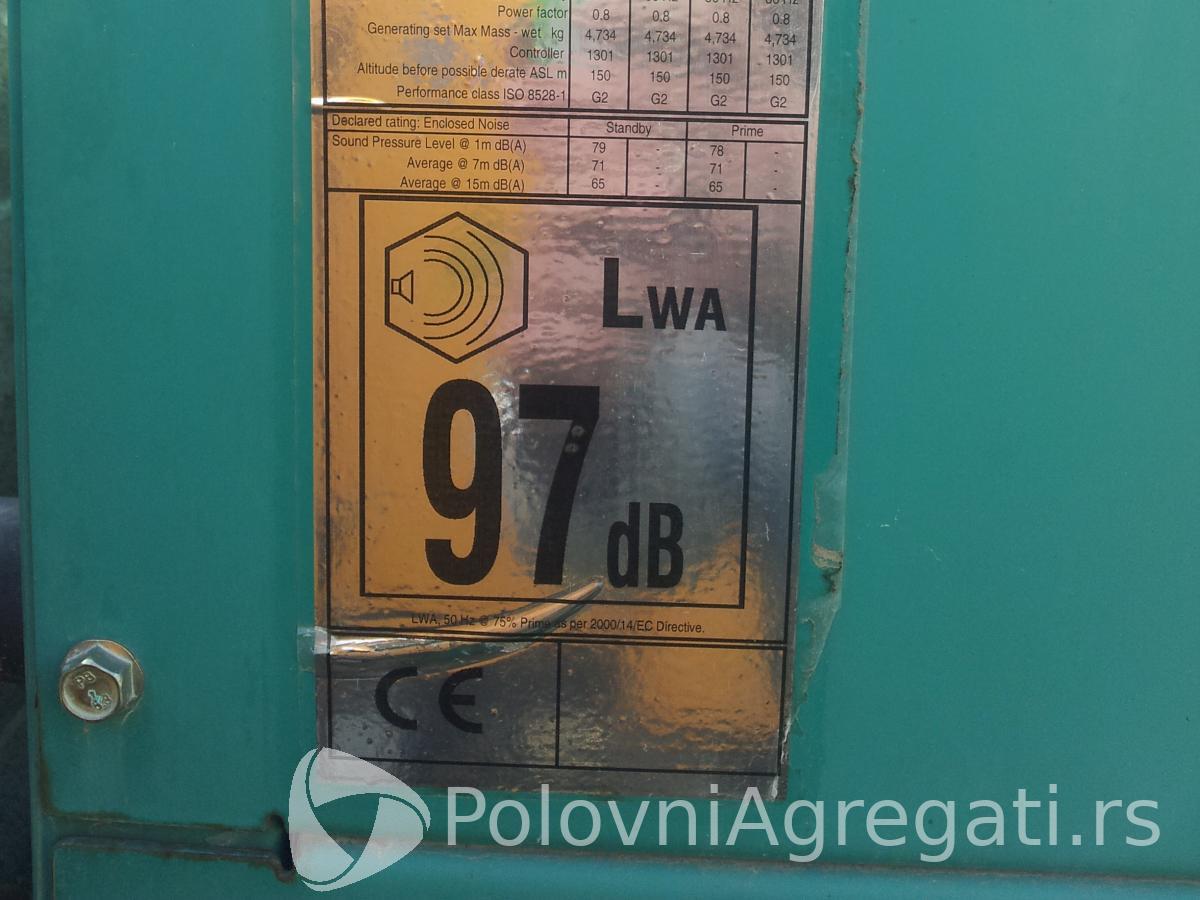 Power factor 0.8 0.8 0.8 0.8
Generating set Max Mass - wet kg 4,734 4,734 4,734 4,734
Controller 1301 1301 1301 1301
Altitude before possible derate ASL m 150 150 150 150
Performance class ISO 8528-1 G2 G2 G2 G2
Declared rating: Enclosed Noise Standby Prime
Sound Pressure Level @ 1m dB(A) 79 - 78 -
Average @ 7m dB(A) 71 - 71 -
Average @ 15m dB(A) 65 - 65 -
LWA
97 dB
LWA, 50 Hz @ 75% Prime as per 2000/14/EC Directive.
CE
PB
8.8
PolovniAgregati.rs